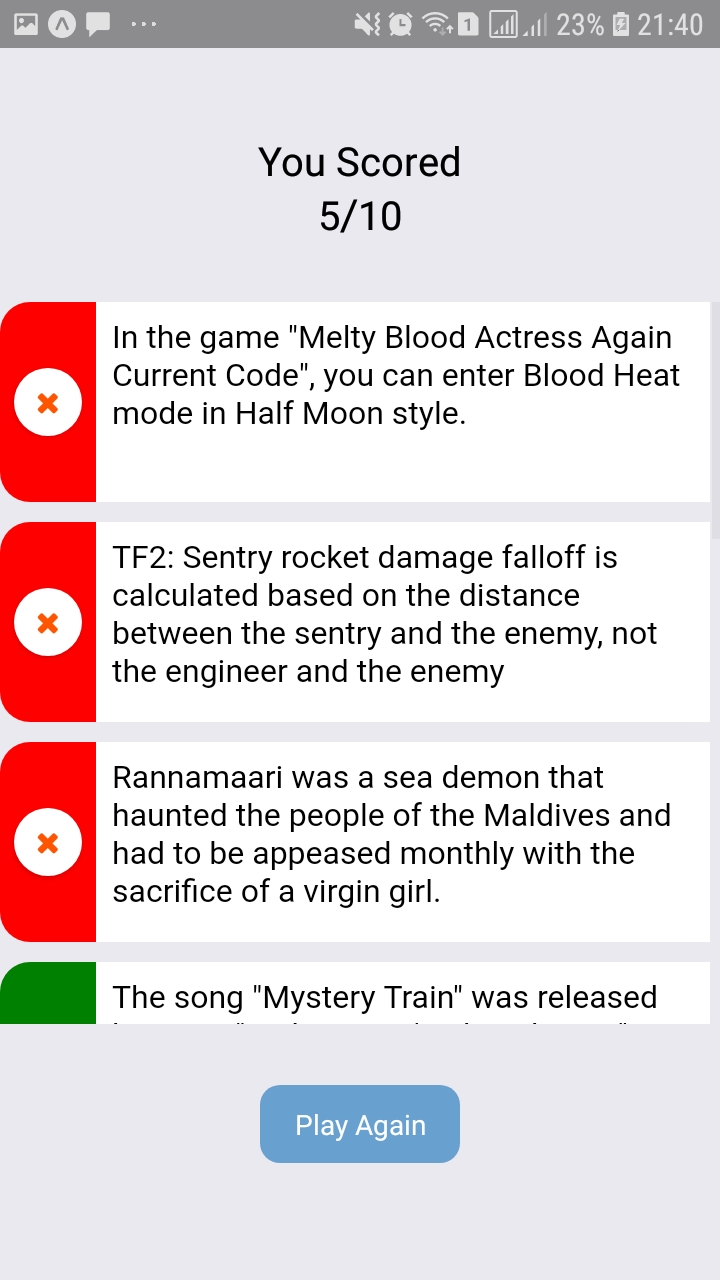 1 23% 21:40
You Scored
5/10
In the game "Melty Blood Actress Again
Current Code", you can enter Blood Heat
mode in Half Moon style.
TF2: Sentry rocket damage falloff is
calculated based on the distance
between the sentry and the enemy, not
the engineer and the enemy
Rannamaari was a sea demon that
haunted the people of the Maldives and
had to be appeased monthly with the
sacrifice of a virgin girl.
The song "Mystery Train" was released
Play Again